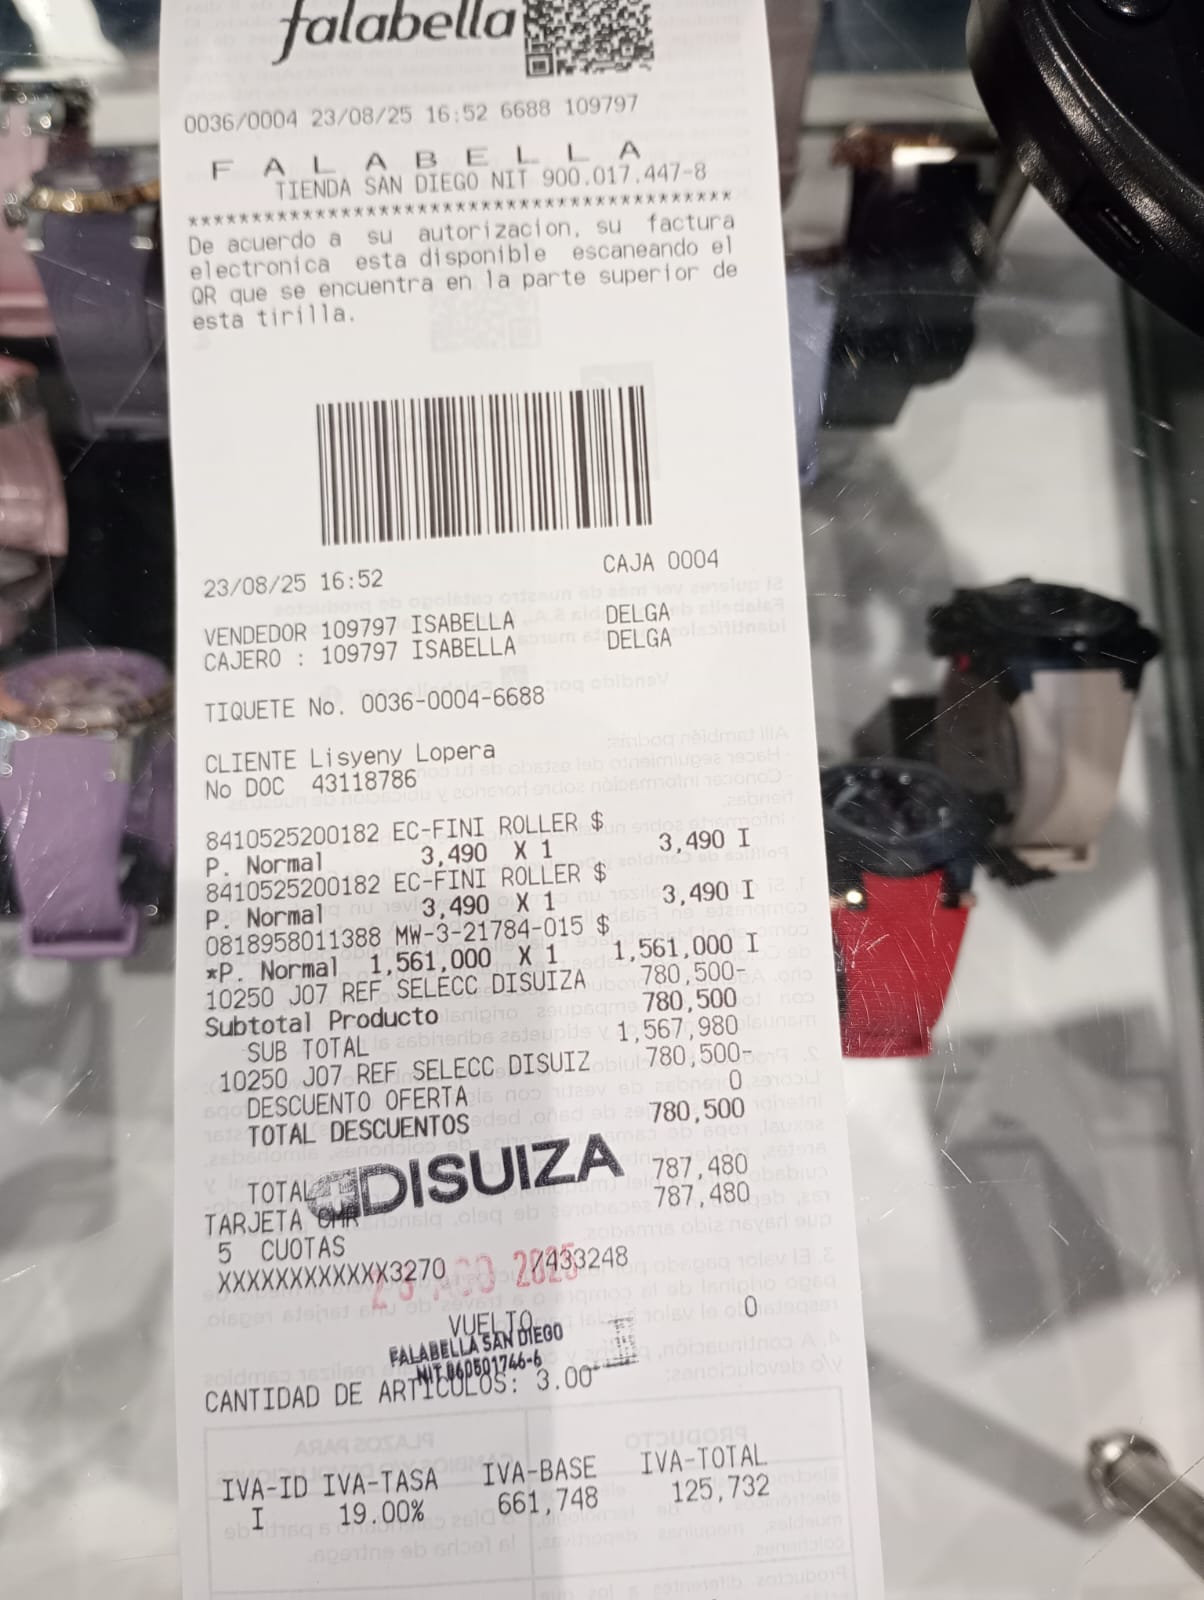 falabella
0036/0004 23/08/25 16:52 6688 109797
F A L A B E L L A
TIENDA SAN DIEGO NIT 900.017.447-8
*******************************************
De acuerdo a su autorizacion, su factura
electronica esta disponible escaneando el
QR que se encuentra en la parte superior de
esta tirilla.
23/08/25 16:52 CAJA 0004
VENDEDOR 109797 ISABELLA DELGA
CAJERO : 109797 ISABELLA DELGA
TIQUETE No. 0036-0004-6688
CLIENTE Lisyeny Lopera
No DOC 43118786
8410525200182 EC-FINI ROLLER $
P. Normal 3,490 X 1 3,490 I
8410525200182 EC-FINI ROLLER $
P. Normal 3,490 X 1 3,490 I
0818958011388 MW-3-21784-015 $
*P. Normal 1,561,000 X 1 1,561,000 I
10250 J07 REF SELECC DISUIZA 780,500-
Subtotal Producto 780,500
SUB TOTAL 1,567,980
10250 J07 REF SELECC DISUIZ 780,500-
DESCUENTO OFERTA 0
TOTAL DESCUENTOS 780,500
DISUIZA
TOTAL 787,480
TARJETA CMR 787,480
5 CUOTAS
XXXXXXXXXXXX3270 /433248
AGO 2025
VUELTO 0
FALABELLA SAN DIEGO
NIT.860501746-6
CANTIDAD DE ARTICULOS: 3.00
IVA-ID IVA-TASA IVA-BASE IVA-TOTAL
I 19.00% 661,748 125,732